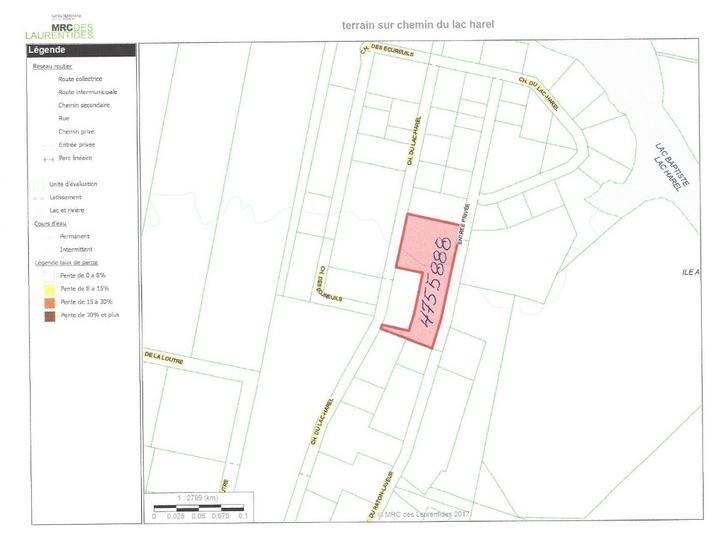 MRC DES
LAURENTIDES
terrain sur chemin du lac harel
Légende
Réseau routier
Route collectrice
Route intermunicipale
Chemin secondaire
Rue
Chemin privé
Entrée privée
Parc linéaire
Unité d'évaluation
Lotissement
Lac et rivière
Cours d'eau
Permanent
Intermittent
Légende taux de pente
Pente de 0 à 8%
Pente de 8 à 15%
Pente de 15 à 30%
Pente de 30% et plus
CH. DES ÉCUREUILS
CH. DU LAC-HAREL
CH. DU LAC-HAREL
LAC BAPTISTE
LAC HAREL
ENTRÉE PRIVÉE
4755888
ILE A
CH. DES
ÉCUREUILS
DE LA LOUTRE
CH. DU LAC-HAREL
UTRE
DU RATON-LAVEUR
1 : 2789 (km)
0 0,025 0,05 0,075 0,1
© MRC des Laurentides 2017